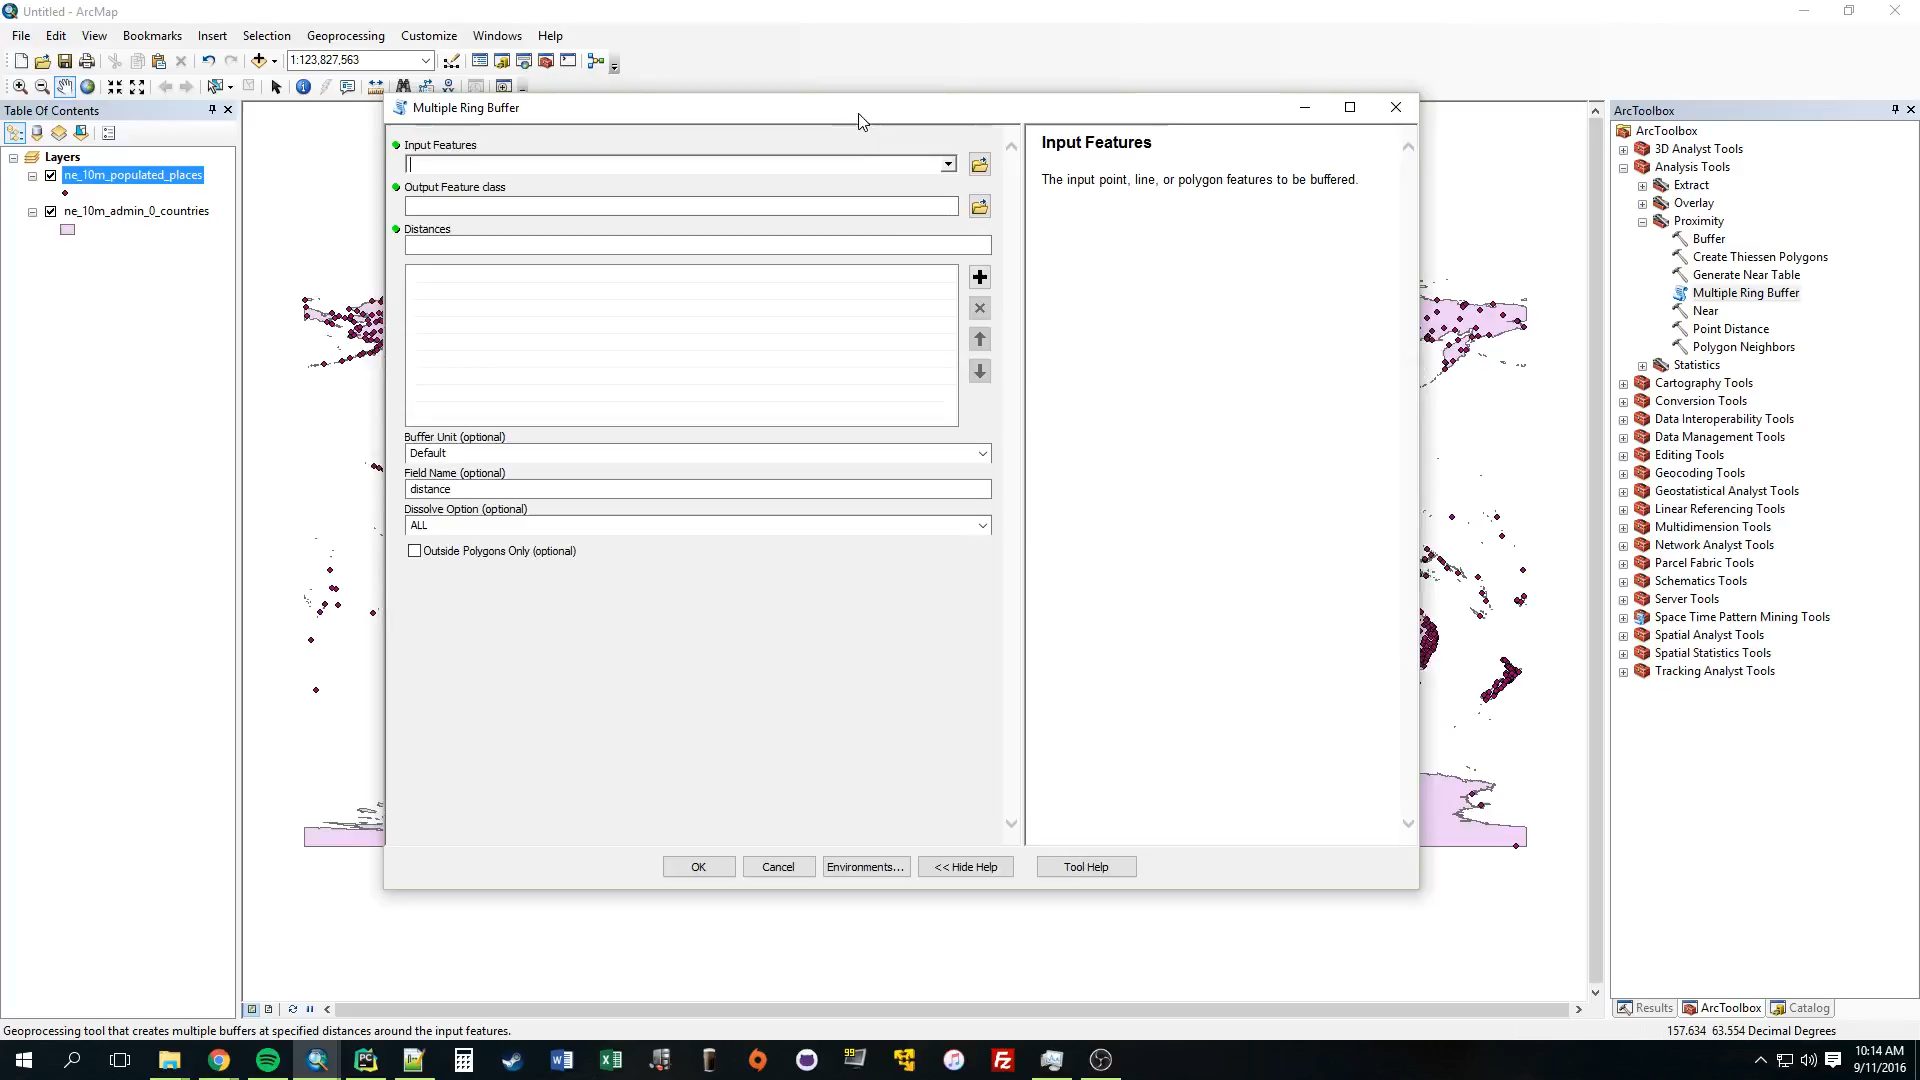 Untitled - ArcMap
File Edit View Bookmarks Insert Selection Geoprocessing Customize Windows Help
1:123,827,563
Table Of Contents
Layers
ne_10m_populated_places
ne_10m_admin_0_countries
Multiple Ring Buffer
Input Features
Output Feature class
Distances
Buffer Unit (optional)
Default
Field Name (optional)
distance
Dissolve Option (optional)
ALL
Outside Polygons Only (optional)
OK Cancel Environments... << Hide Help Tool Help
Input Features
The input point, line, or polygon features to be buffered.
ArcToolbox
ArcToolbox
3D Analyst Tools
Analysis Tools
Extract
Overlay
Proximity
Buffer
Create Thiessen Polygons
Generate Near Table
Multiple Ring Buffer
Near
Point Distance
Polygon Neighbors
Statistics
Cartography Tools
Conversion Tools
Data Interoperability Tools
Data Management Tools
Editing Tools
Geocoding Tools
Geostatistical Analyst Tools
Linear Referencing Tools
Multidimension Tools
Network Analyst Tools
Parcel Fabric Tools
Schematics Tools
Server Tools
Space Time Pattern Mining Tools
Spatial Analyst Tools
Spatial Statistics Tools
Tracking Analyst Tools
Results ArcToolbox Catalog
Geoprocessing tool that creates multiple buffers at specified distances around the input features.
157.634 63.554 Decimal Degrees
PC
99
Fz
10:14 AM
9/11/2016